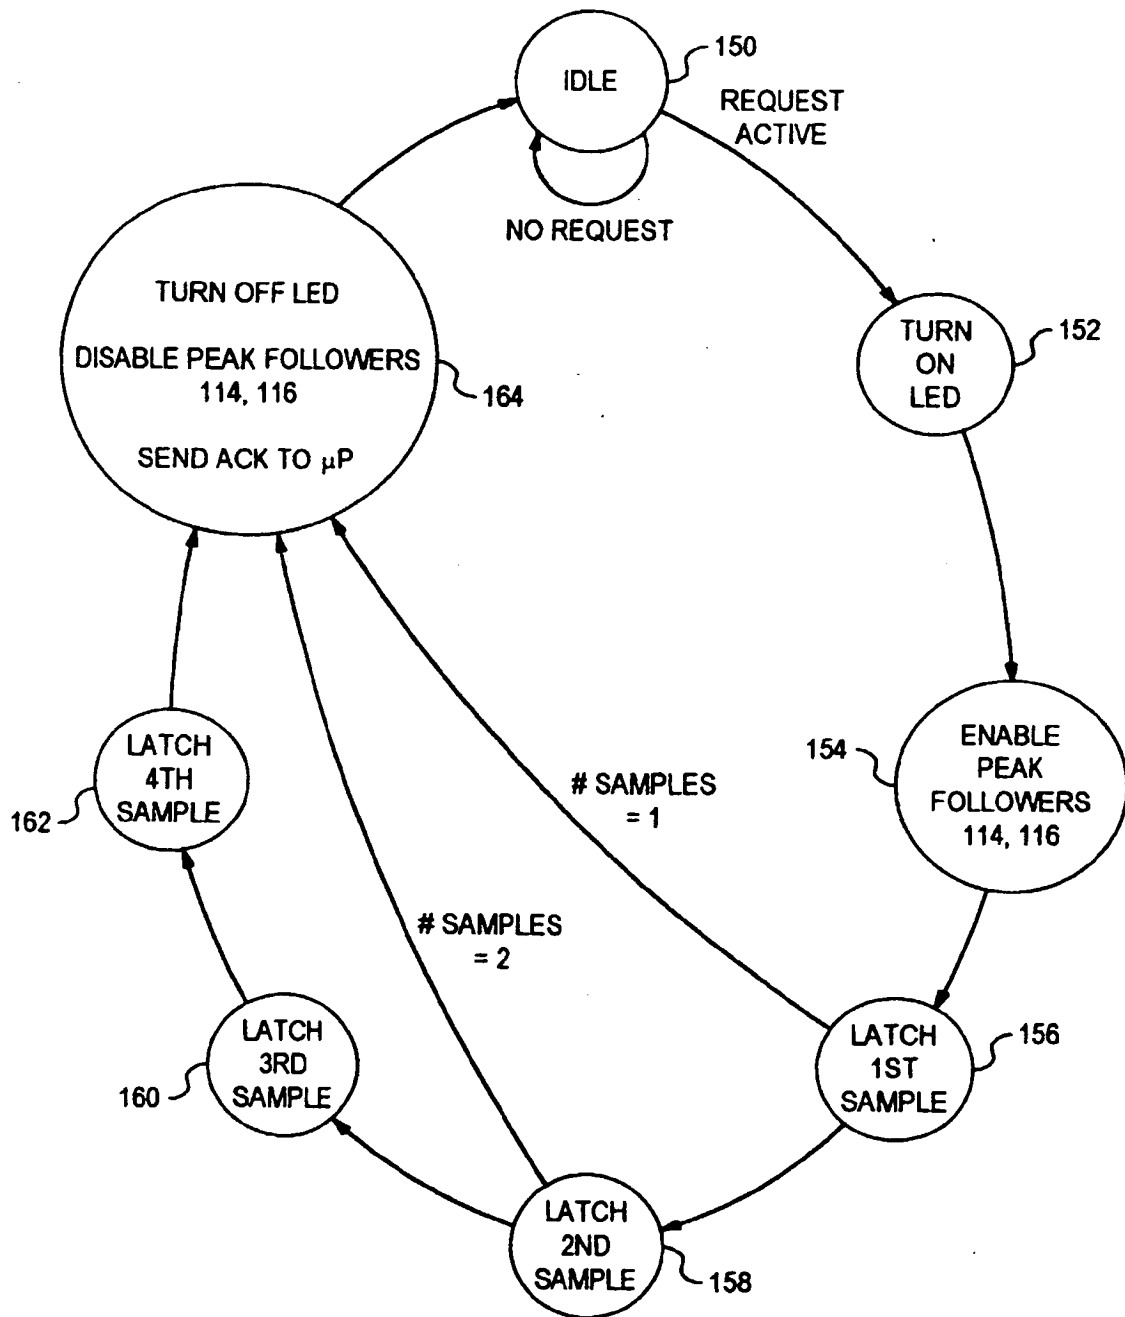 IDLE
150
REQUEST
ACTIVE
NO REQUEST
TURN OFF LED
DISABLE PEAK FOLLOWERS
114, 116
SEND ACK TO μP
164
TURN
ON
LED
152
ENABLE
PEAK
FOLLOWERS
114, 116
154
LATCH
4TH
SAMPLE
162
# SAMPLES
= 1
# SAMPLES
= 2
LATCH
3RD
SAMPLE
160
LATCH
1ST
SAMPLE
156
LATCH
2ND
SAMPLE
158